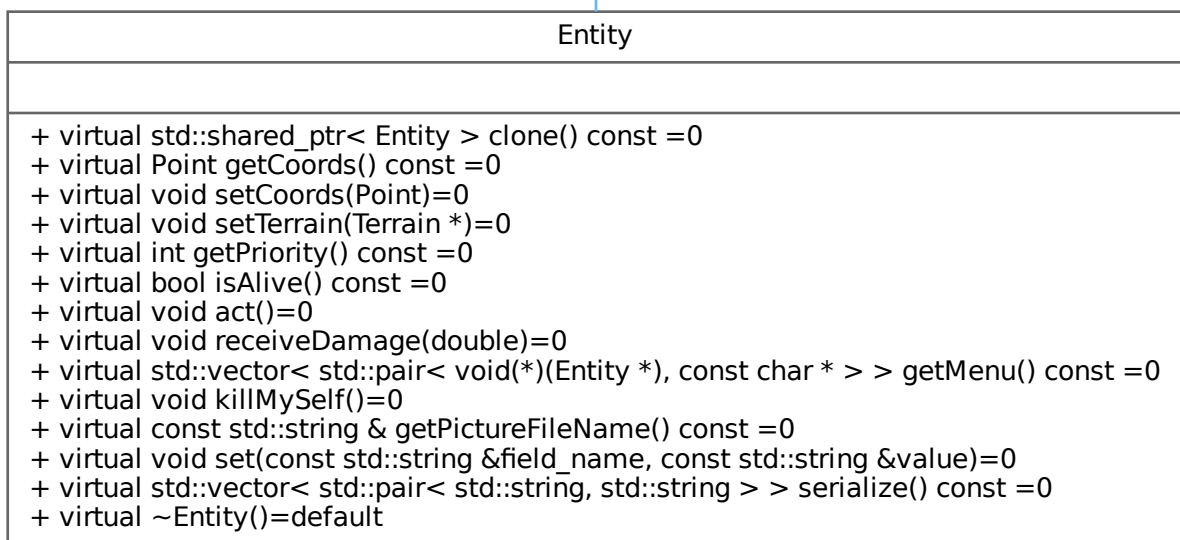 Entity
+ virtual std::shared_ptr< Entity > clone() const =0
+ virtual Point getCoords() const =0
+ virtual void setCoords(Point)=0
+ virtual void setTerrain(Terrain *)=0
+ virtual int getPriority() const =0
+ virtual bool isAlive() const =0
+ virtual void act()=0
+ virtual void receiveDamage(double)=0
+ virtual std::vector< std::pair< void(*)(Entity *), const char * > > getMenu() const =0
+ virtual void killMySelf()=0
+ virtual const std::string & getPictureFileName() const =0
+ virtual void set(const std::string &field_name, const std::string &value)=0
+ virtual std::vector< std::pair< std::string, std::string > > serialize() const =0
+ virtual ~Entity()=default